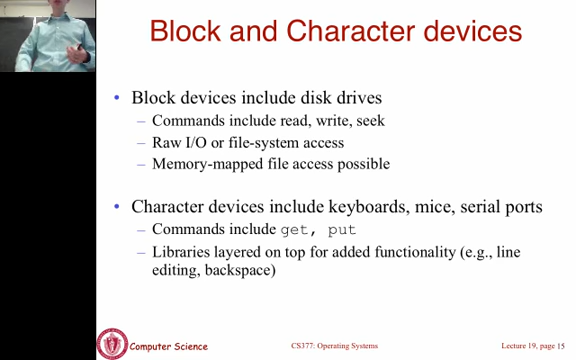 Block and Character devices
• Block devices include disk drives
– Commands include read, write, seek
– Raw I/O or file-system access
– Memory-mapped file access possible
• Character devices include keyboards, mice, serial ports
– Commands include get, put
– Libraries layered on top for added functionality (e.g., line
editing, backspace)
Computer Science
CS377: Operating Systems
Lecture 19, page 15